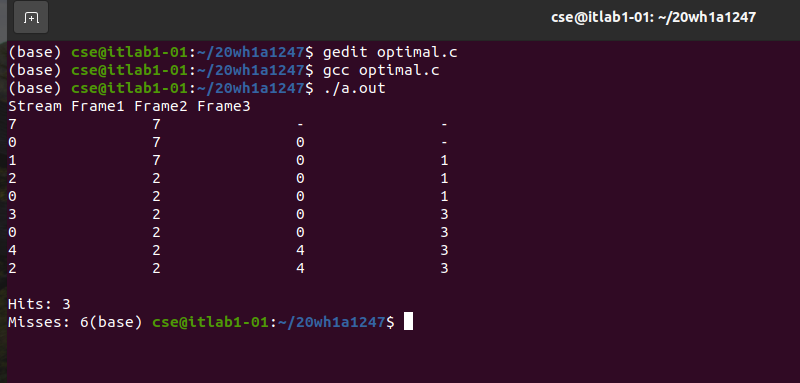 cse@itlab1-01: ~/20wh1a1247
(base) cse@itlab1-01:~/20wh1a1247$ gedit optimal.c
(base) cse@itlab1-01:~/20wh1a1247$ gcc optimal.c
(base) cse@itlab1-01:~/20wh1a1247$ ./a.out
Stream Frame1 Frame2 Frame3
7 7 - -
0 7 0 -
1 7 0 1
2 2 0 1
0 2 0 1
3 2 0 3
0 2 0 3
4 2 4 3
2 2 4 3
Hits: 3
Misses: 6(base) cse@itlab1-01:~/20wh1a1247$